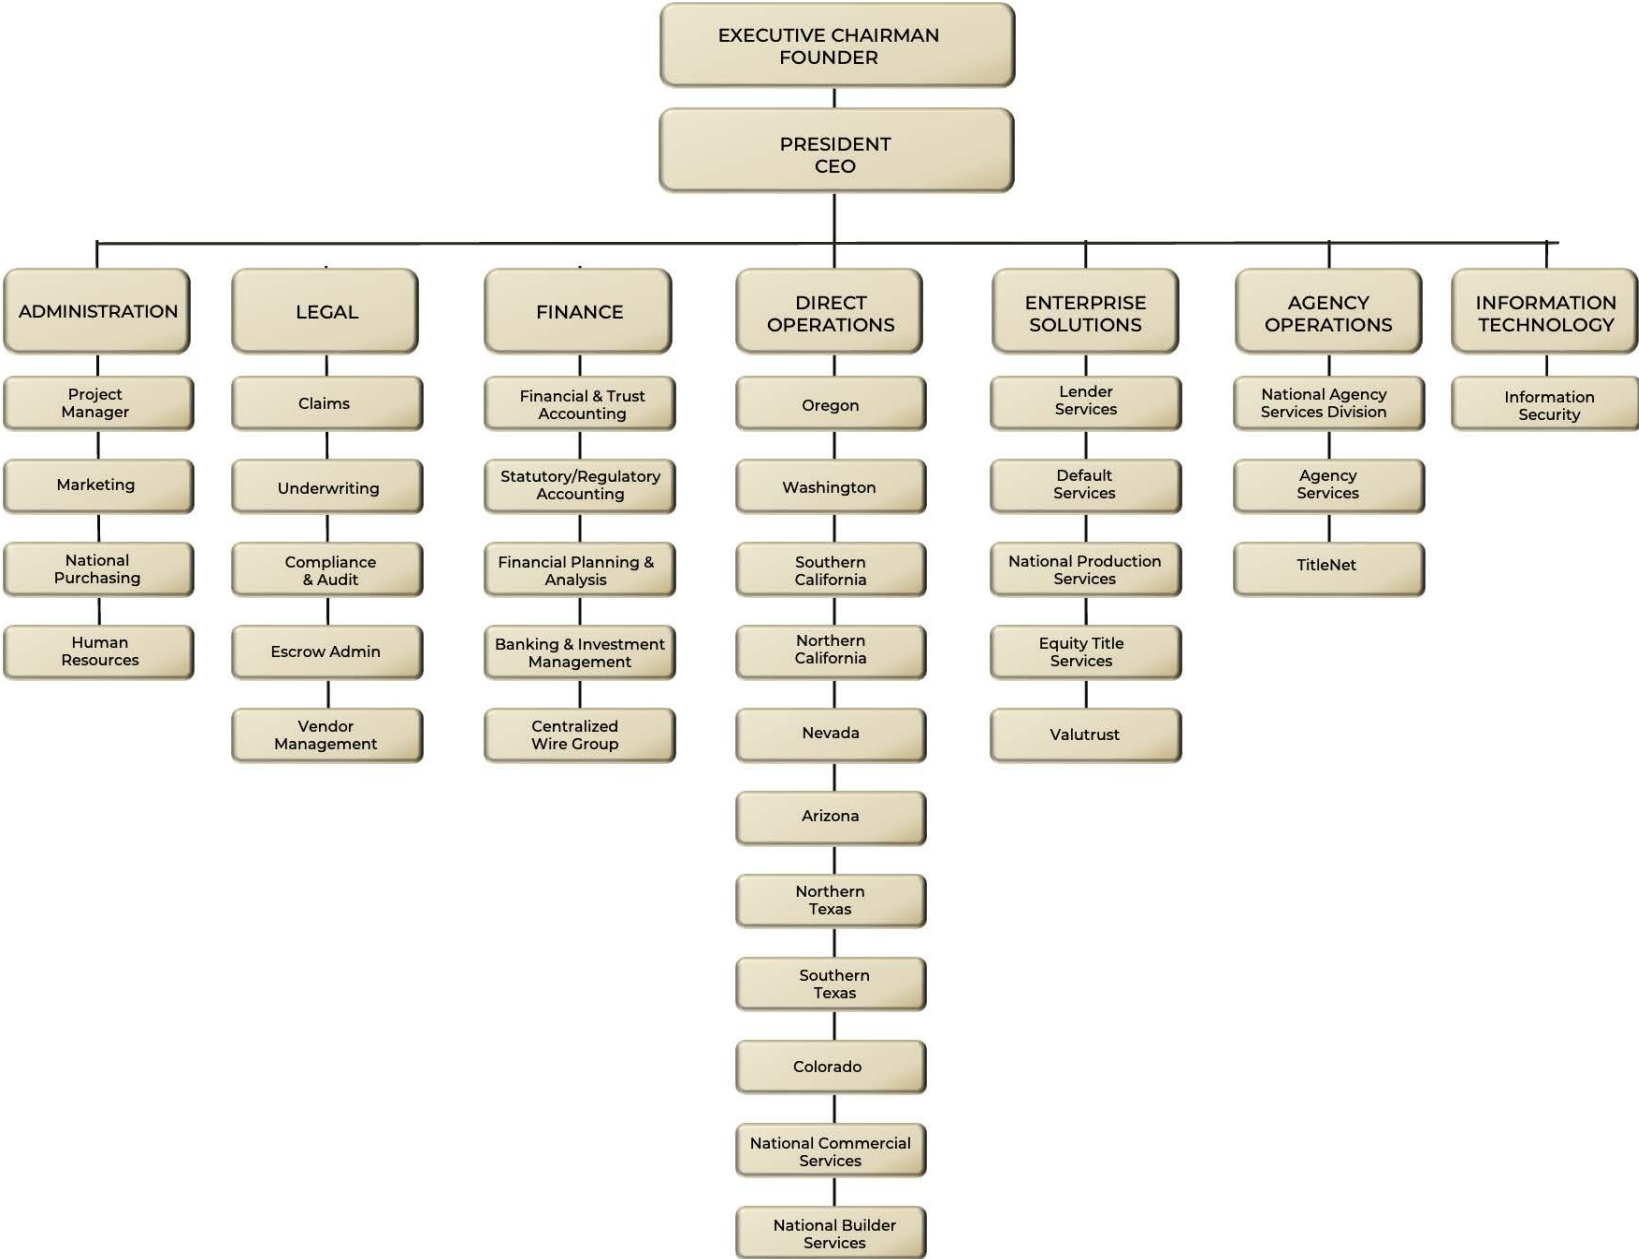 EXECUTIVE CHAIRMAN
FOUNDER
PRESIDENT
CEO
ADMINISTRATION
LEGAL
FINANCE
DIRECT
OPERATIONS
ENTERPRISE
SOLUTIONS
AGENCY
OPERATIONS
INFORMATION
TECHNOLOGY
Project
Manager
Marketing
National
Purchasing
Human
Resources
Claims
Underwriting
Compliance
& Audit
Escrow Admin
Vendor
Management
Financial & Trust
Accounting
Statutory/Regulatory
Accounting
Financial Planning &
Analysis
Banking & Investment
Management
Centralized
Wire Group
Oregon
Washington
Southern
California
Northern
California
Nevada
Arizona
Northern
Texas
Southern
Texas
Colorado
National Commercial
Services
National Builder
Services
Lender
Services
Default
Services
National Production
Services
Equity Title
Services
Valutrust
National Agency
Services Division
Agency
Services
TitleNet
Information
Security